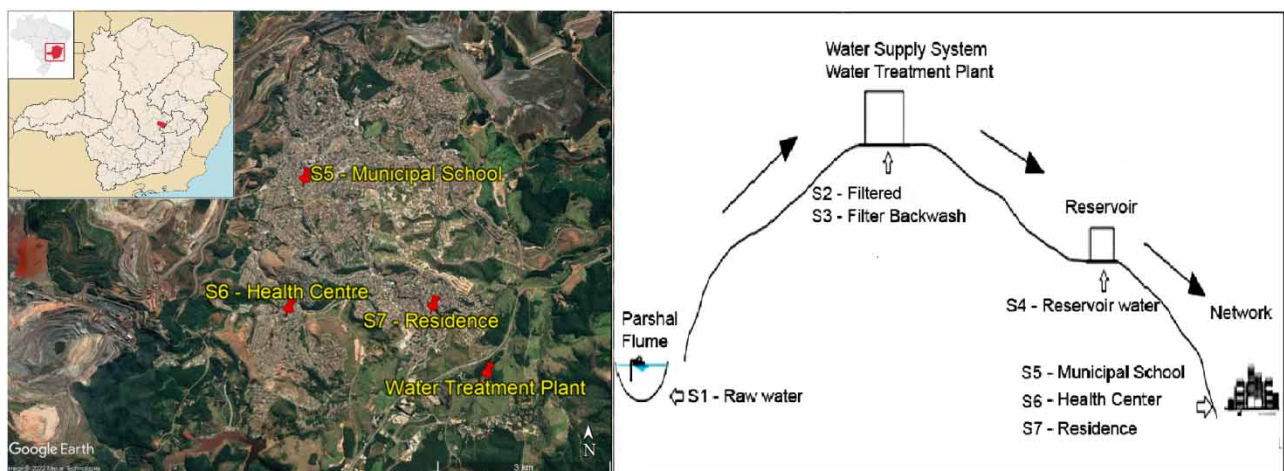 S5 - Municipal School
S6 - Health Centre
S7 - Residence
Water Treatment Plant
Google Earth
3 km
N
Water Supply System
Water Treatment Plant
S2 - Filtered
S3 - Filter Backwash
Reservoir
S4 - Reservoir water
Network
Parshal
Flume
S1 - Raw water
S5 - Municipal School
S6 - Health Center
S7 - Residence